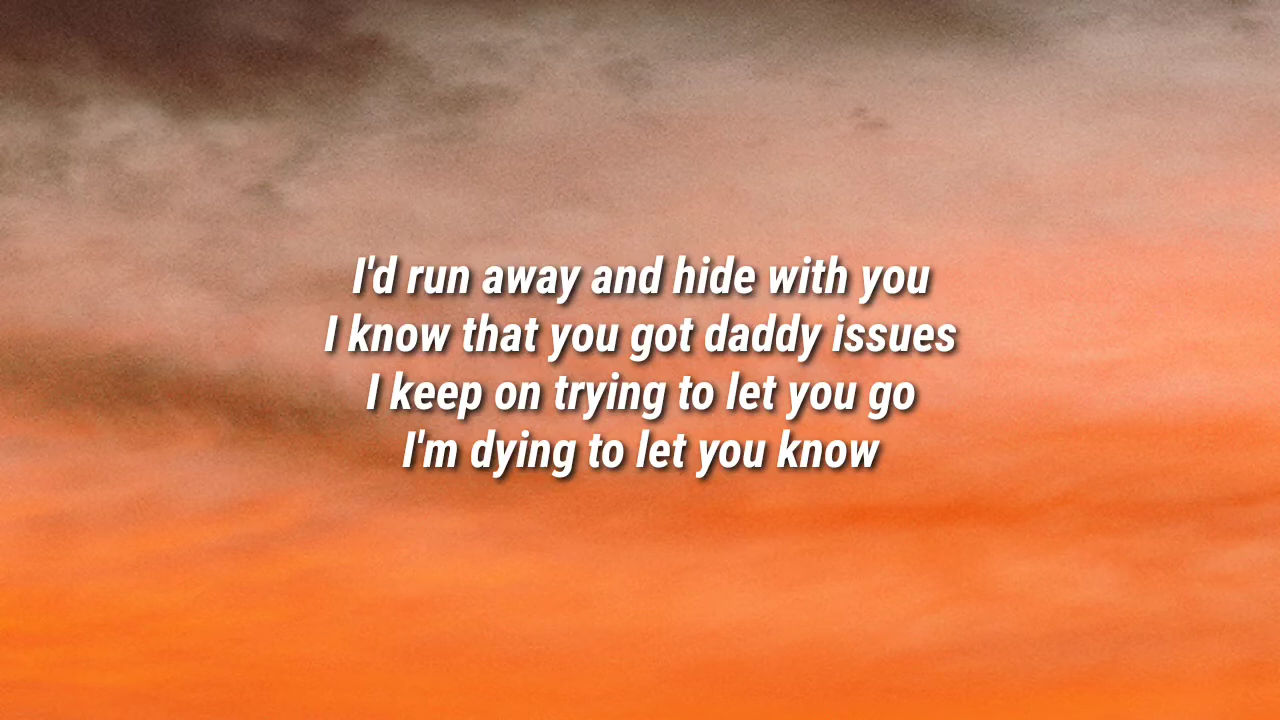 I'd run away and hide with you
I know that you got daddy issues
I keep on trying to let you go
I'm dying to let you know